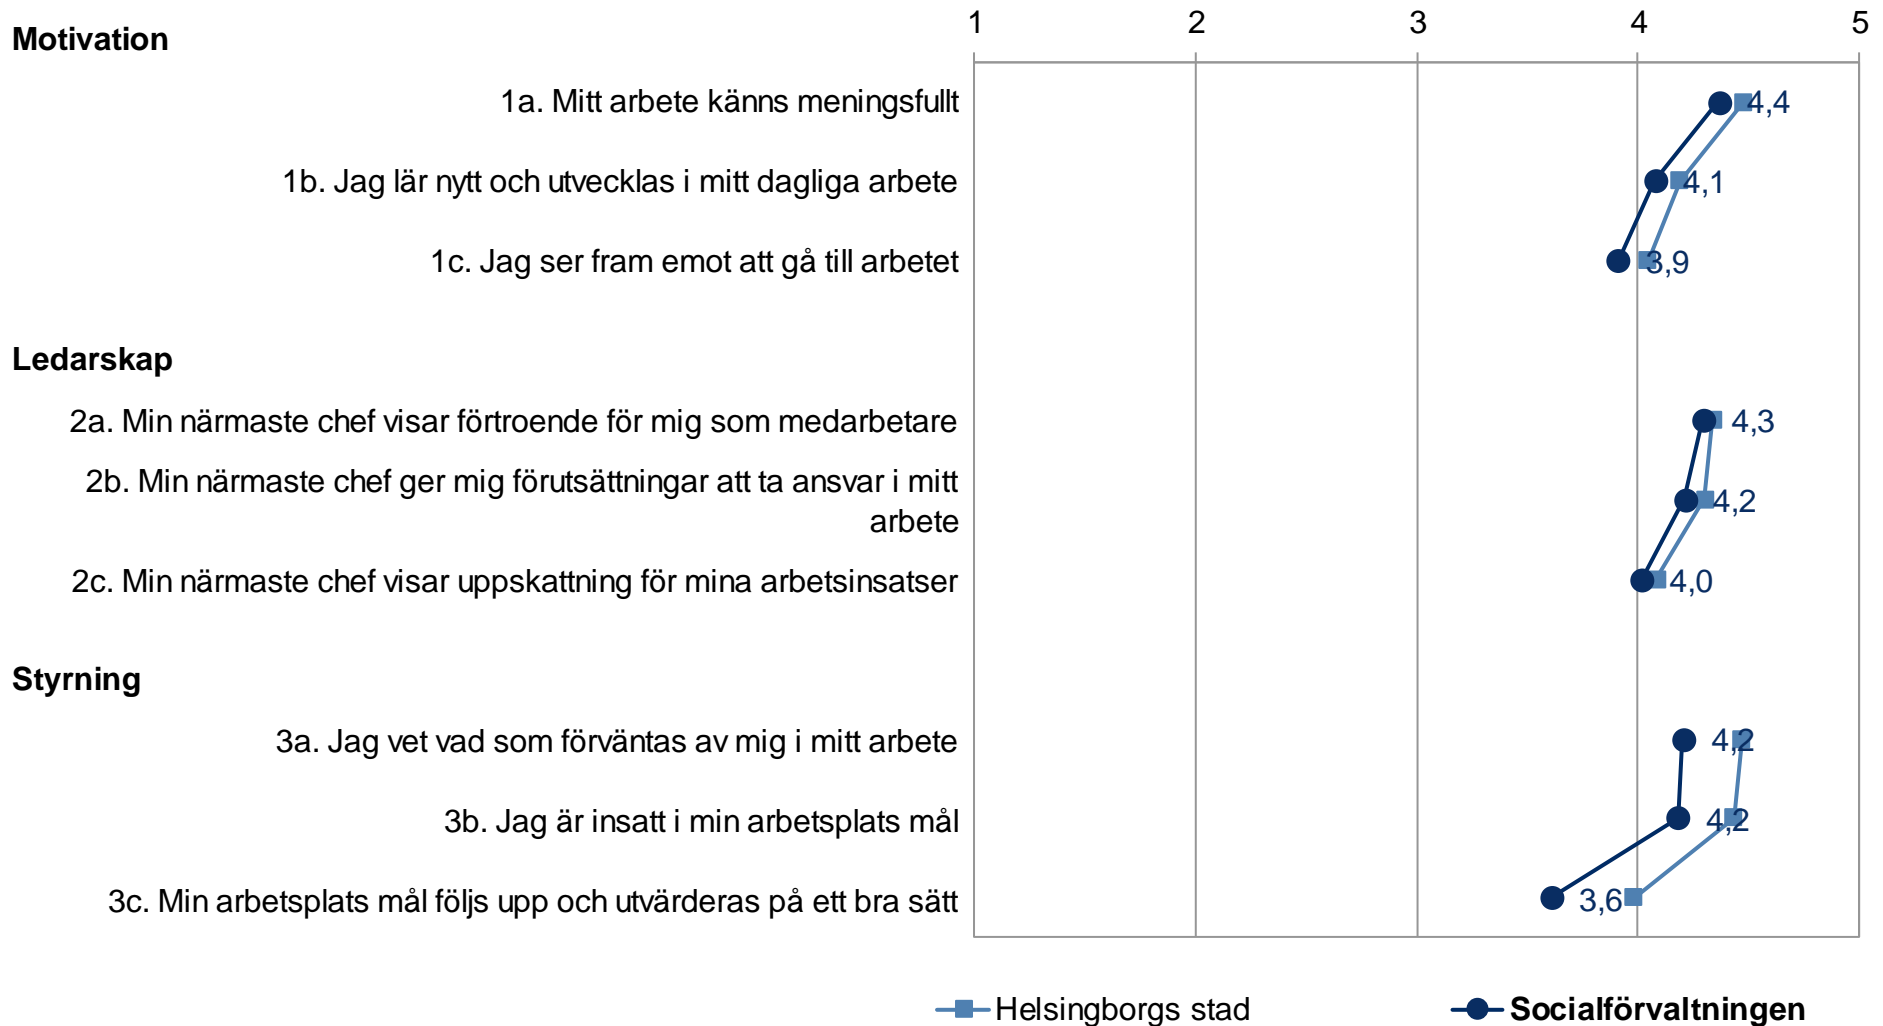 1 2 3 4 5
Motivation
1a. Mitt arbete känns meningsfullt 4,4
1b. Jag lär nytt och utvecklas i mitt dagliga arbete 4,1
1c. Jag ser fram emot att gå till arbetet 3,9
Ledarskap
2a. Min närmaste chef visar förtroende för mig som medarbetare 4,3
2b. Min närmaste chef ger mig förutsättningar att ta ansvar i mitt 4,2
arbete
2c. Min närmaste chef visar uppskattning för mina arbetsinsatser 4,0
Styrning
3a. Jag vet vad som förväntas av mig i mitt arbete 4,2
3b. Jag är insatt i min arbetsplats mål 4,2
3c. Min arbetsplats mål följs upp och utvärderas på ett bra sätt 3,6
Helsingborgs stad Socialförvaltningen